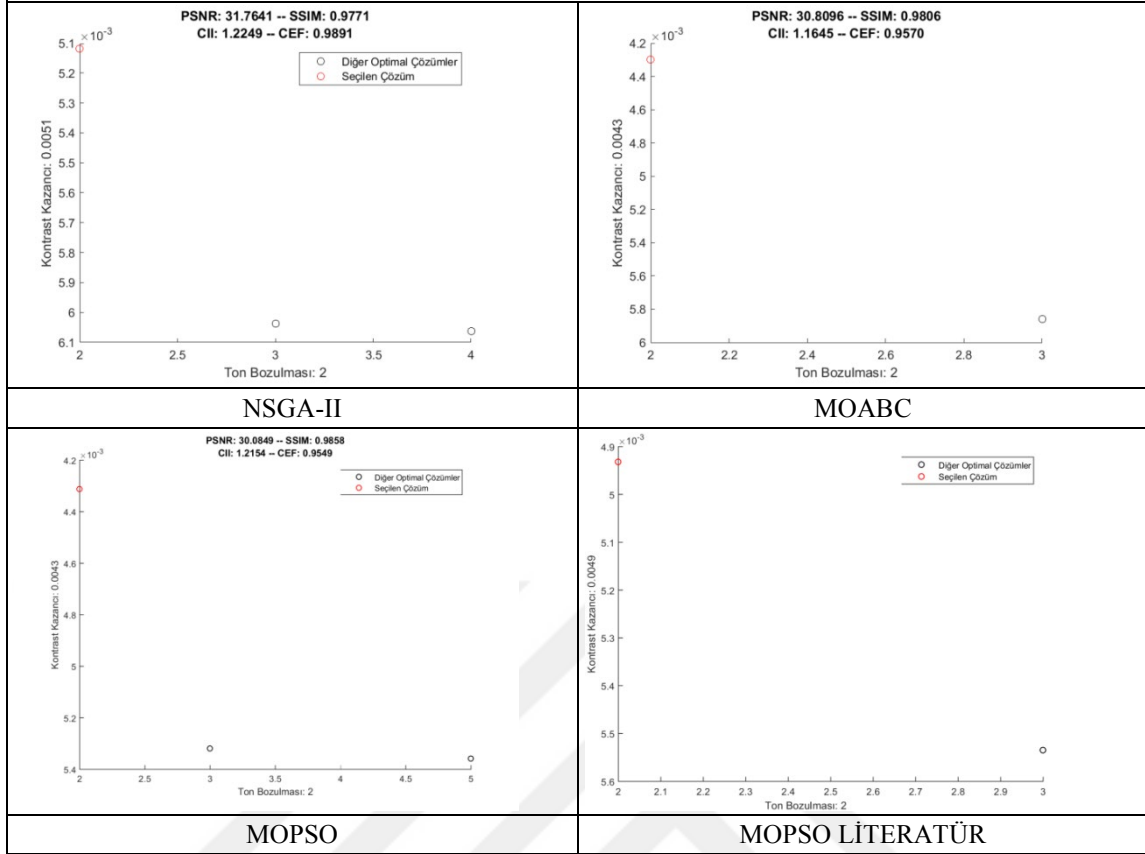 PSNR: 31.7641 -- SSIM: 0.9771
CII: 1.2249 -- CEF: 0.9891
×10-3
5.1
5.2
5.3
5.4
5.5
5.6
5.7
5.8
5.9
6
6.1
Kontrast Kazancı: 0.0051
Diğer Optimal Çözümler
Seçilen Çözüm
2 2.5 3 3.5 4
Ton Bozulması: 2
NSGA-II
PSNR: 30.8096 -- SSIM: 0.9806
CII: 1.1645 -- CEF: 0.9570
×10-3
4.2
4.4
4.6
4.8
5
5.2
5.4
5.6
5.8
6
Kontrast Kazancı: 0.0043
2 2.2 2.4 2.6 2.8 3
Ton Bozulması: 2
MOABC
PSNR: 30.0849 -- SSIM: 0.9858
CII: 1.2154 -- CEF: 0.9549
×10-3
4.2
4.4
4.6
4.8
5
5.2
5.4
Kontrast Kazancı: 0.0043
Diğer Optimal Çözümler
Seçilen Çözüm
2 2.5 3 3.5 4 4.5 5
Ton Bozulması: 2
MOPSO
×10-3
4.9
5
5.1
5.2
5.3
5.4
5.5
5.6
Kontrast Kazancı: 0.0049
Diğer Optimal Çözümler
Seçilen Çözüm
2 2.1 2.2 2.3 2.4 2.5 2.6 2.7 2.8 2.9 3
Ton Bozulması: 2
MOPSO LİTERATÜR